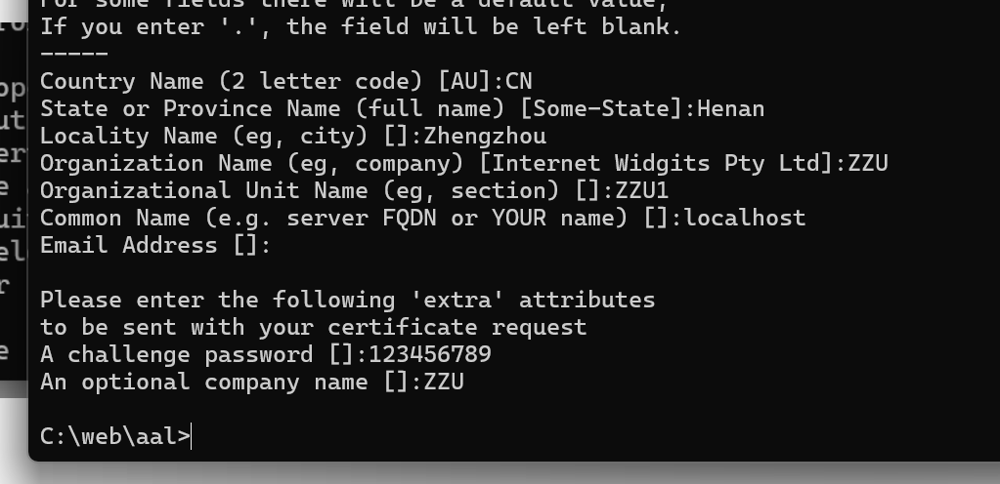 For some fields there will be a default value,
If you enter '.', the field will be left blank.
-----
Country Name (2 letter code) [AU]:CN
State or Province Name (full name) [Some-State]:Henan
Locality Name (eg, city) []:Zhengzhou
Organization Name (eg, company) [Internet Widgits Pty Ltd]:ZZU
Organizational Unit Name (eg, section) []:ZZU1
Common Name (e.g. server FQDN or YOUR name) []:localhost
Email Address []:
Please enter the following 'extra' attributes
to be sent with your certificate request
A challenge password []:123456789
An optional company name []:ZZU
C:\web\aal>